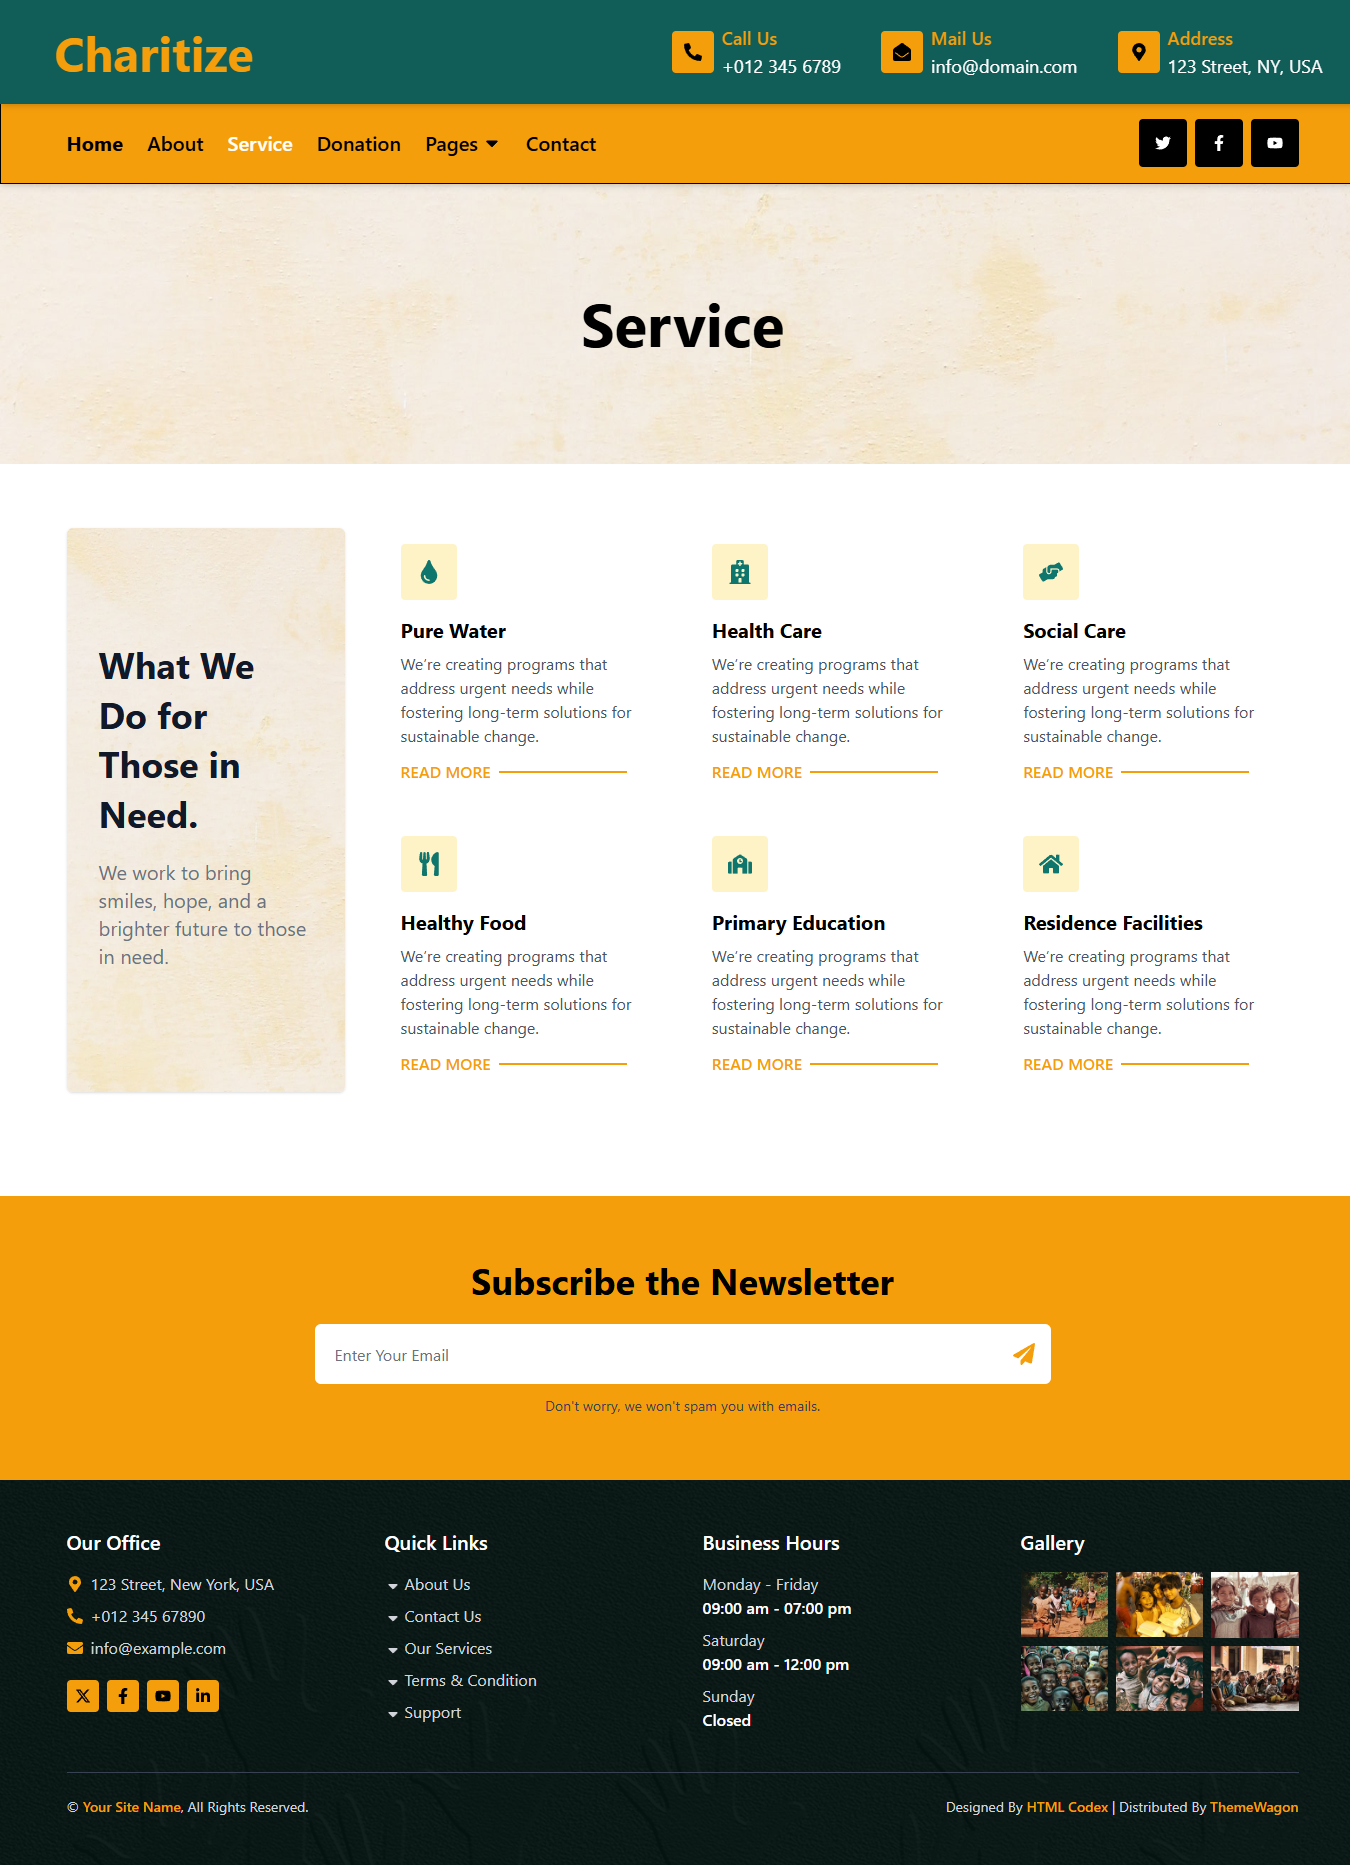 Charitize
Call Us
+012 345 6789
Mail Us
info@domain.com
Address
123 Street, NY, USA
Home About Service Donation Pages Contact
Service
What We
Do for
Those in
Need.
We work to bring
smiles, hope, and a
brighter future to those
in need.
Pure Water
We’re creating programs that
address urgent needs while
fostering long-term solutions for
sustainable change.
READ MORE
Health Care
We’re creating programs that
address urgent needs while
fostering long-term solutions for
sustainable change.
READ MORE
Social Care
We’re creating programs that
address urgent needs while
fostering long-term solutions for
sustainable change.
READ MORE
Healthy Food
We’re creating programs that
address urgent needs while
fostering long-term solutions for
sustainable change.
READ MORE
Primary Education
We’re creating programs that
address urgent needs while
fostering long-term solutions for
sustainable change.
READ MORE
Residence Facilities
We’re creating programs that
address urgent needs while
fostering long-term solutions for
sustainable change.
READ MORE
Subscribe the Newsletter
Enter Your Email
Don't worry, we won't spam you with emails.
Our Office
123 Street, New York, USA
+012 345 67890
info@example.com
Quick Links
About Us
Contact Us
Our Services
Terms & Condition
Support
Business Hours
Monday - Friday
09:00 am - 07:00 pm
Saturday
09:00 am - 12:00 pm
Sunday
Closed
Gallery
© Your Site Name, All Rights Reserved.
Designed By HTML Codex | Distributed By ThemeWagon